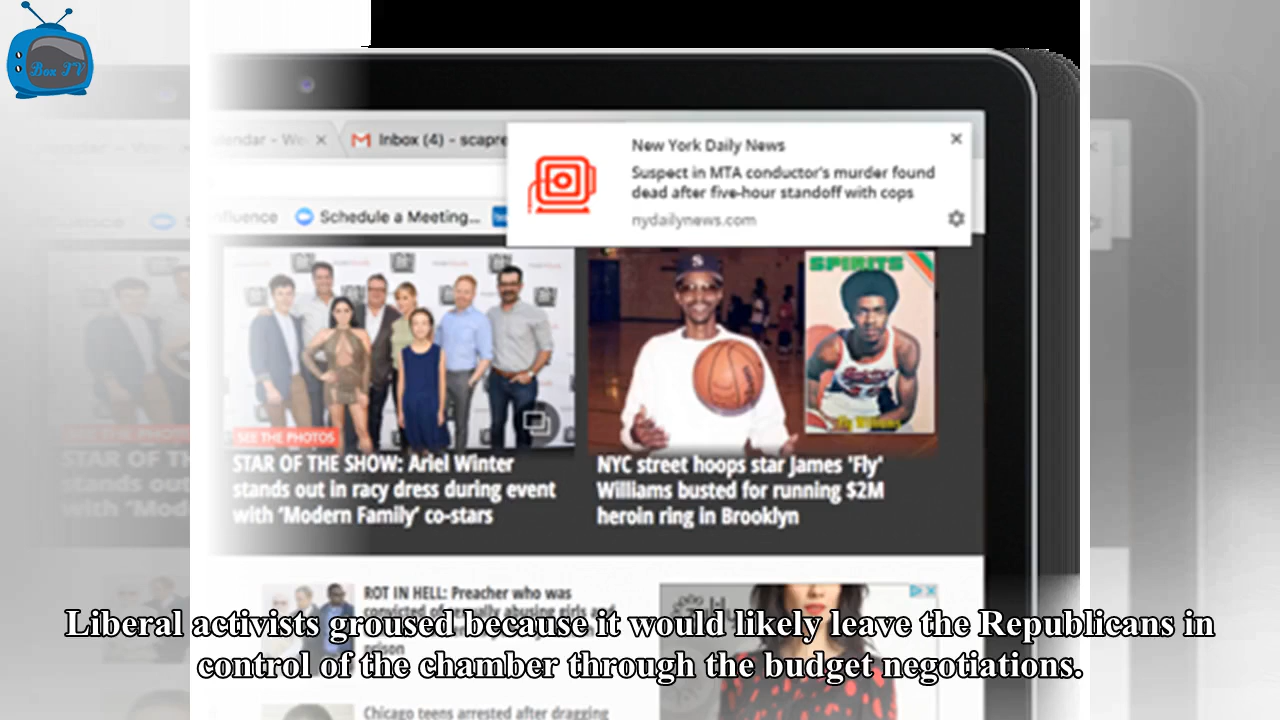 Box TV
Inbox (4) - scapre
New York Daily News
Suspect in MTA conductor's murder found
dead after five-hour standoff with cops
nydailynews.com
Schedule a Meeting...
SPIRITS
SEE THE PHOTOS
STAR OF THE SHOW: Ariel Winter
stands out in racy dress during event
with 'Modern Family' co-stars
NYC street hoops star James 'Fly'
Williams busted for running $2M
heroin ring in Brooklyn
ROT IN HELL: Preacher who was
Liberal activists groused because it would likely leave the Republicans in
control of the chamber through the budget negotiations.
Chicago teens arrested after dragging